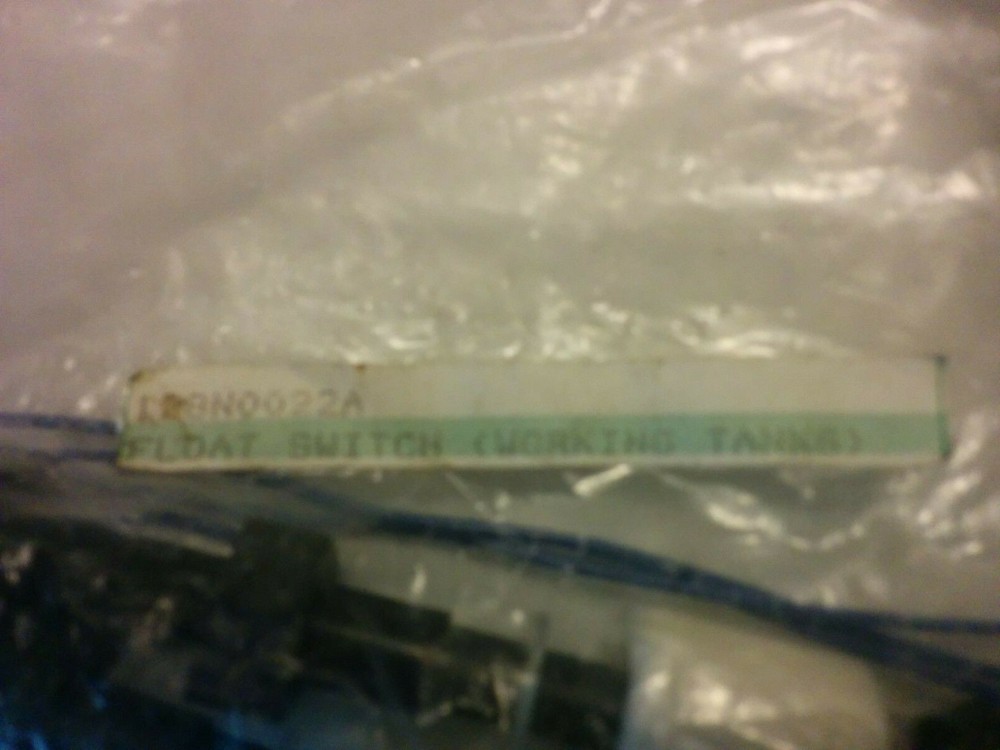 FLOAT SWITCH (WORKING TANKS)